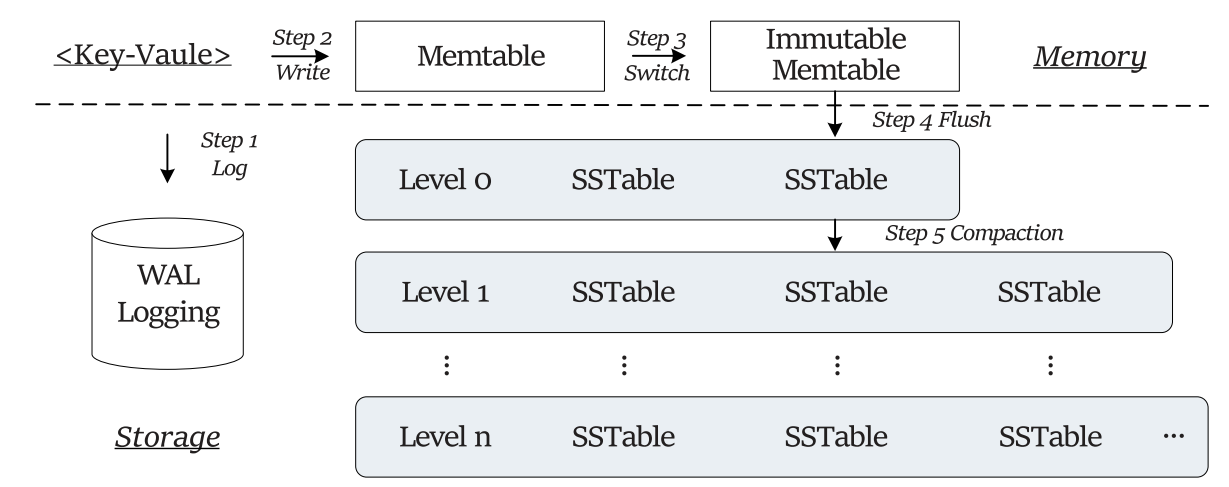 <Key-Vaule>
Step 2
Write
Memtable
Step 3
Switch
Immutable
Memtable
Memory
Step 1
Log
Step 4 Flush
Level 0 SSTable SSTable
Step 5 Compaction
WAL
Logging
Level 1 SSTable SSTable SSTable
Storage
Level n SSTable SSTable SSTable ...